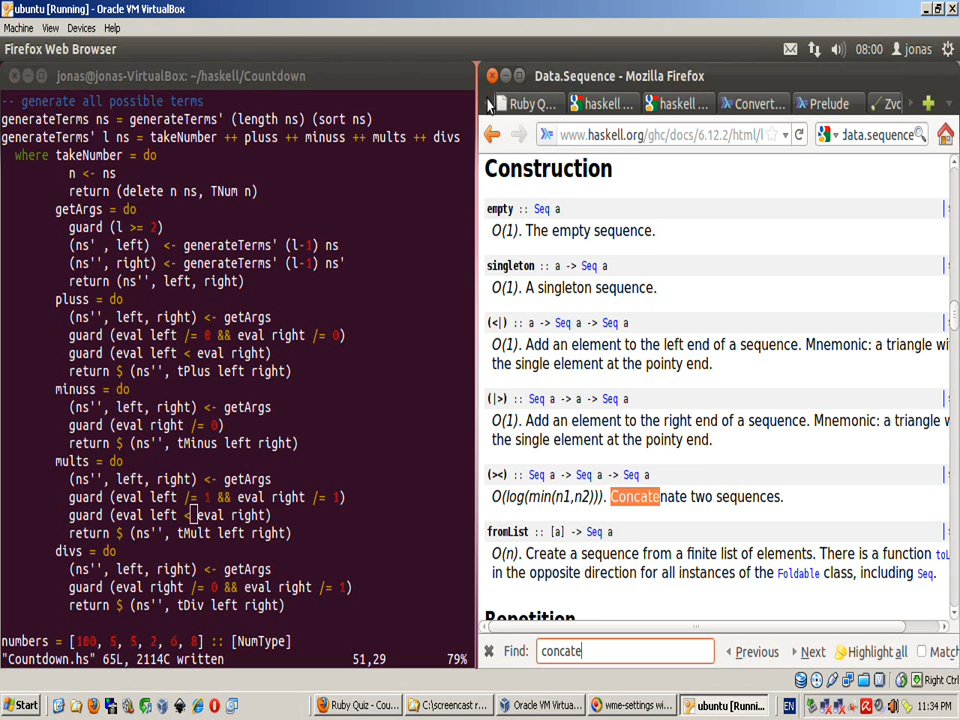 ubuntu [Running] - Oracle VM VirtualBox
Machine View Devices Help
Firefox Web Browser 08:00 jonas
jonas@jonas-VirtualBox: ~/haskell/Countdown
-- generate all possible terms
generateTerms ns = generateTerms' (length ns) (sort ns)
generateTerms' l ns = takeNumber ++ pluss ++ minuss ++ mults ++ divs
where takeNumber = do
n <- ns
return (delete n ns, TNum n)
getArgs = do
guard (l >= 2)
(ns' , left) <- generateTerms' (l-1) ns
(ns'', right) <- generateTerms' (l-1) ns'
return (ns'', left, right)
pluss = do
(ns'', left, right) <- getArgs
guard (eval left /= 0 && eval right /= 0)
guard (eval left < eval right)
return $ (ns'', tPlus left right)
minuss = do
(ns'', left, right) <- getArgs
guard (eval right /= 0)
return $ (ns'', tMinus left right)
mults = do
(ns'', left, right) <- getArgs
guard (eval left /= 1 && eval right /= 1)
guard (eval left < eval right)
return $ (ns'', tMult left right)
divs = do
(ns'', left, right) <- getArgs
guard (eval right /= 0 && eval right /= 1)
return $ (ns'', tDiv left right)
numbers = [100, 5, 5, 2, 6, 8] :: [NumType]
"Countdown.hs" 65L, 2114C written 51,29 79%
Data.Sequence - Mozilla Firefox
Ruby Q... haskell ... haskell ... Convert... Prelude Zvc
www.haskell.org/ghc/docs/6.12.2/html/l data.sequence
Construction
empty :: Seq a
O(1). The empty sequence.
singleton :: a -> Seq a
O(1). A singleton sequence.
(<|) :: a -> Seq a -> Seq a
O(1). Add an element to the left end of a sequence. Mnemonic: a triangle wi
the single element at the pointy end.
(|>) :: Seq a -> a -> Seq a
O(1). Add an element to the right end of a sequence. Mnemonic: a triangle w
the single element at the pointy end.
(><) :: Seq a -> Seq a -> Seq a
O(log(min(n1,n2))). Concatenate two sequences.
fromList :: [a] -> Seq a
O(n). Create a sequence from a finite list of elements. There is a function toL
in the opposite direction for all instances of the Foldable class, including Seq.
Repetition
Find: concate Previous Next Highlight all Match
Right Ctrl
Start Ruby Quiz - Cou... C:\screencast r... Oracle VM Virtua... wme-settings wi... ubuntu [Runni... EN 11:34 PM